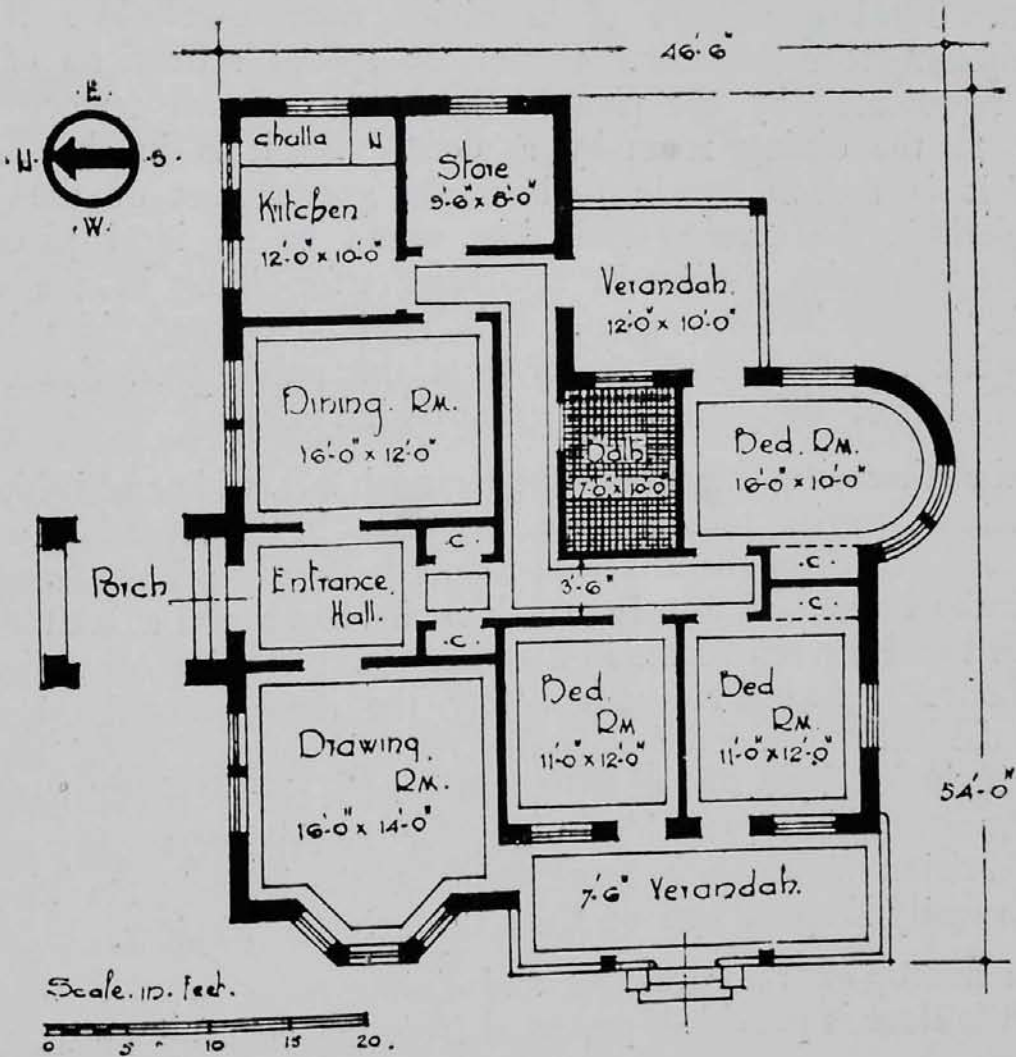 46'-6"
E
N
S
W
challa
N
Kitchen
12'-0" x 10'-0"
Store
9'-6" x 8'-0"
Verandah.
12'-0" x 10'-0"
Dining. RM.
16'-0" x 12'-0"
Bath.
7'-0" x 10'-0"
Bed. RM.
16'-0" x 10'-0"
Porch
Entrance.
Hall.
.C.
.C.
3'-6"
.C.
.C.
Drawing.
RM.
16'-0" x 14'-0"
Bed
RM
11'-0" x 12'-0"
Bed
RM.
11'-0" x 12'-0"
54'-0"
7'-6" Verandah.
Scale. in. feet.
0 5 10 15 20.